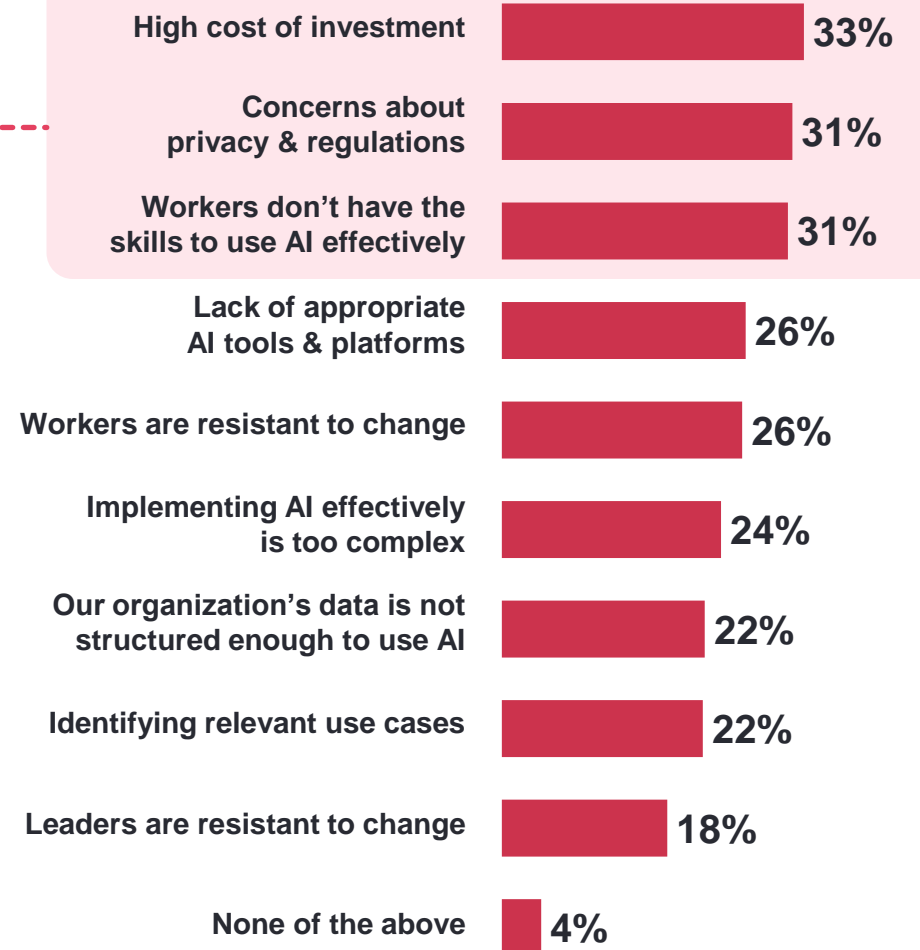 High cost of investment 33%
Concerns about
privacy & regulations 31%
Workers don’t have the
skills to use AI effectively 31%
Lack of appropriate
AI tools & platforms 26%
Workers are resistant to change 26%
Implementing AI effectively
is too complex 24%
Our organization’s data is not
structured enough to use AI 22%
Identifying relevant use cases 22%
Leaders are resistant to change 18%
None of the above 4%